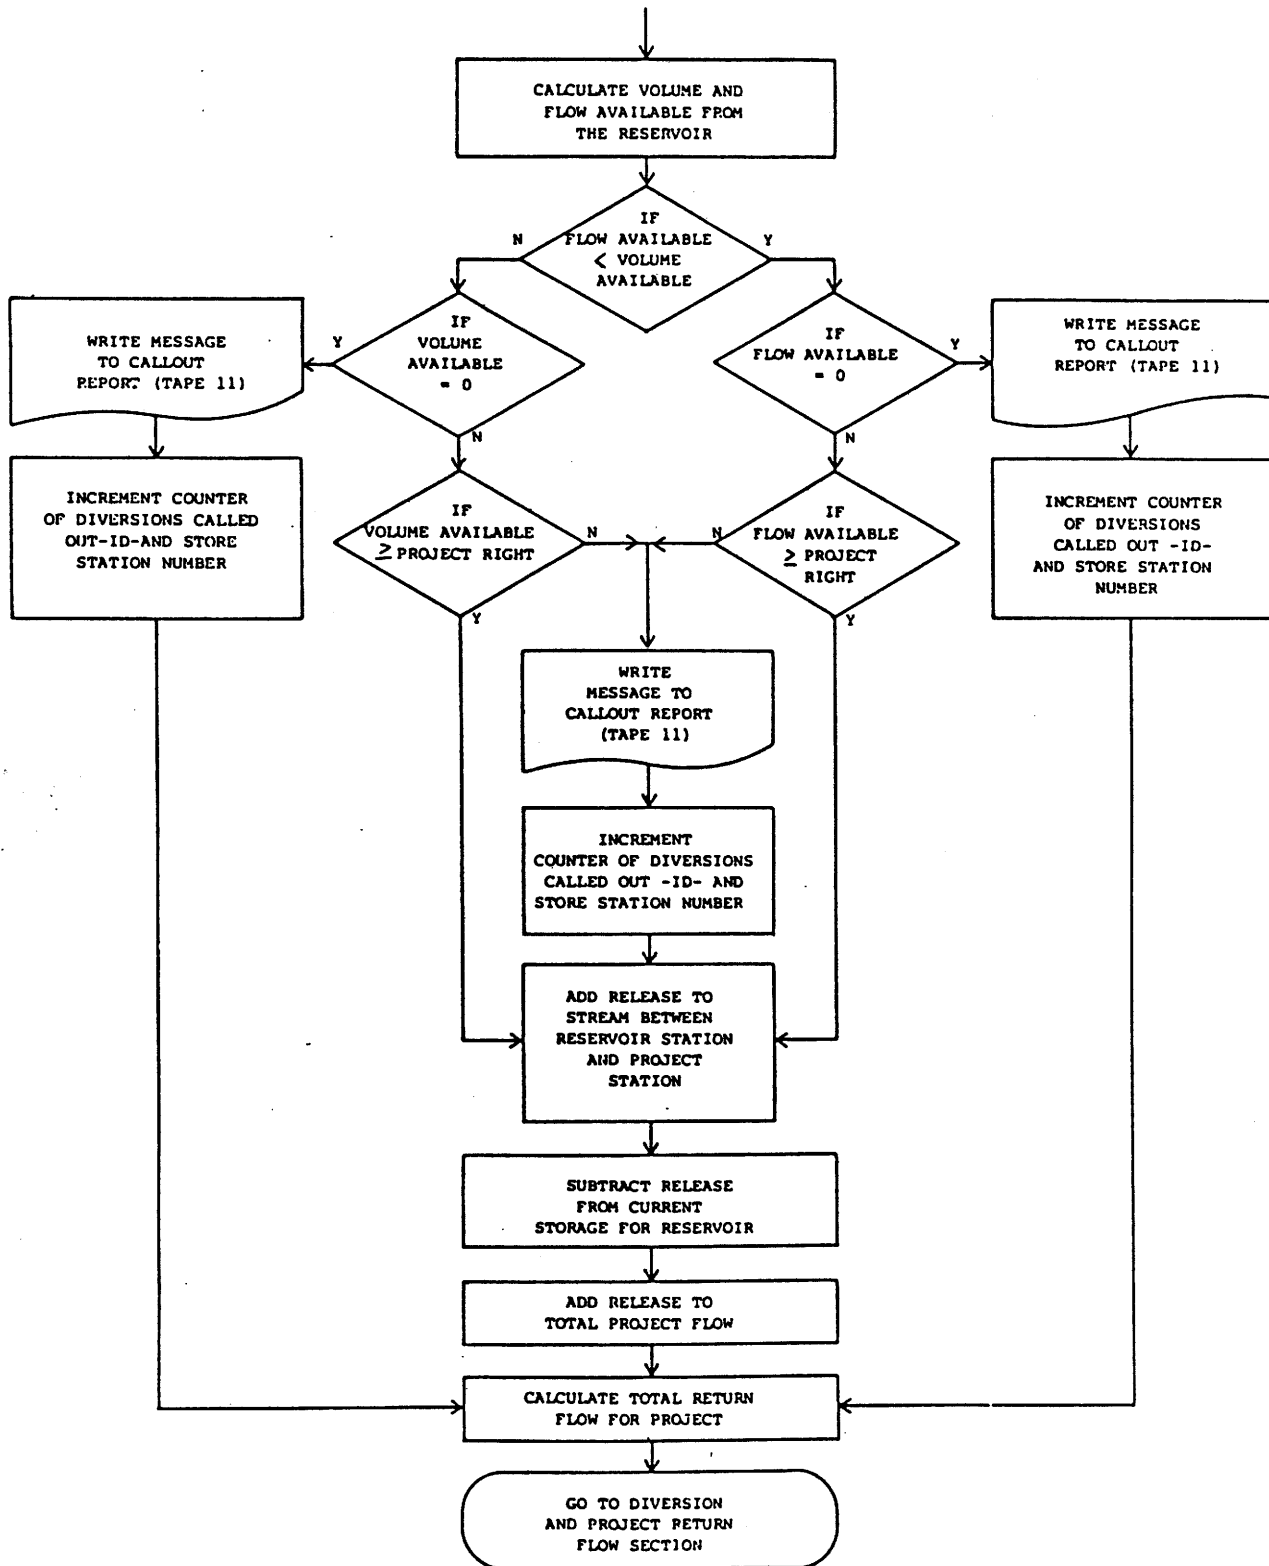 CALCULATE VOLUME AND
FLOW AVAILABLE FROM
THE RESERVOIR
IF
FLOW AVAILABLE
< VOLUME
AVAILABLE
N
Y
IF
VOLUME
AVAILABLE
= 0
Y
N
IF
FLOW AVAILABLE
= 0
Y
N
WRITE MESSAGE
TO CALLOUT
REPORT (TAPE 11)
WRITE MESSAGE
TO CALLOUT
REPORT (TAPE 11)
INCREMENT COUNTER
OF DIVERSIONS CALLED
OUT-ID-AND STORE
STATION NUMBER
IF
VOLUME AVAILABLE
≥ PROJECT RIGHT
N
Y
IF
FLOW AVAILABLE
≥ PROJECT
RIGHT
N
Y
INCREMENT COUNTER
OF DIVERSIONS
CALLED OUT -ID-
AND STORE STATION
NUMBER
WRITE
MESSAGE TO
CALLOUT REPORT
(TAPE 11)
INCREMENT
COUNTER OF DIVERSIONS
CALLED OUT -ID- AND
STORE STATION NUMBER
ADD RELEASE TO
STREAM BETWEEN
RESERVOIR STATION
AND PROJECT
STATION
SUBTRACT RELEASE
FROM CURRENT
STORAGE FOR RESERVOIR
ADD RELEASE TO
TOTAL PROJECT FLOW
CALCULATE TOTAL RETURN
FLOW FOR PROJECT
GO TO DIVERSION
AND PROJECT RETURN
FLOW SECTION